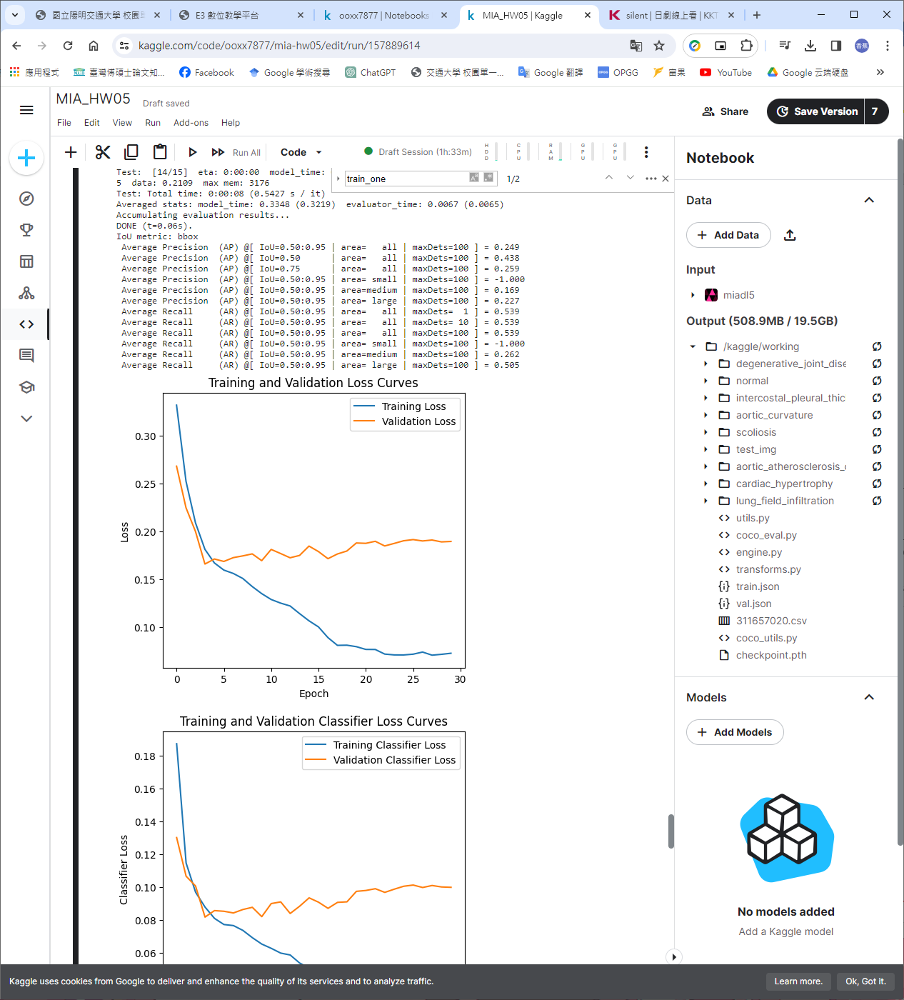 國立陽明交通大學 校園單
E3 數位教學平台
ooxx7877 | Notebooks
MIA_HW05 | Kaggle
silent | 日劇線上看 | KKT
kaggle.com/code/ooxx7877/mia-hw05/edit/run/157889614
香蕉
應用程式
臺灣博碩士論文知...
Facebook
Google 學術搜尋
ChatGPT
交通大學 校園單一...
Google 翻譯
OPGG
OPGG
富果
YouTube
Google 云端硬盘
MIA_HW05
Draft saved
File Edit View Run Add-ons Help
Share
Save Version 7
Run All
Code
Draft Session (1h:33m)
HDD
CPU
RAM
GPU
GPU
train_one
1/2
Test: [14/15] eta: 0:00:00 model_time:
5 data: 0.2109 max mem: 3176
Test: Total time: 0:00:08 (0.5427 s / it)
Averaged stats: model_time: 0.3348 (0.3219) evaluator_time: 0.0067 (0.0065)
Accumulating evaluation results...
DONE (t=0.06s).
IoU metric: bbox
Average Precision (AP) @[ IoU=0.50:0.95 | area= all | maxDets=100 ] = 0.249
Average Precision (AP) @[ IoU=0.50 | area= all | maxDets=100 ] = 0.438
Average Precision (AP) @[ IoU=0.75 | area= all | maxDets=100 ] = 0.259
Average Precision (AP) @[ IoU=0.50:0.95 | area= small | maxDets=100 ] = -1.000
Average Precision (AP) @[ IoU=0.50:0.95 | area=medium | maxDets=100 ] = 0.169
Average Precision (AP) @[ IoU=0.50:0.95 | area= large | maxDets=100 ] = 0.227
Average Recall (AR) @[ IoU=0.50:0.95 | area= all | maxDets= 1 ] = 0.539
Average Recall (AR) @[ IoU=0.50:0.95 | area= all | maxDets= 10 ] = 0.539
Average Recall (AR) @[ IoU=0.50:0.95 | area= all | maxDets=100 ] = 0.539
Average Recall (AR) @[ IoU=0.50:0.95 | area= small | maxDets=100 ] = -1.000
Average Recall (AR) @[ IoU=0.50:0.95 | area=medium | maxDets=100 ] = 0.262
Average Recall (AR) @[ IoU=0.50:0.95 | area= large | maxDets=100 ] = 0.505
Training and Validation Loss Curves
Training Loss
Validation Loss
0.30
0.25
0.20
0.15
0.10
Loss
0 5 10 15 20 25 30
Epoch
Training and Validation Classifier Loss Curves
Training Classifier Loss
Validation Classifier Loss
0.18
0.16
0.14
0.12
0.10
0.08
0.06
Classifier Loss
Notebook
Data
Add Data
Input
miadl5
Output (508.9MB / 19.5GB)
/kaggle/working
degenerative_joint_dise
normal
intercostal_pleural_thic
aortic_curvature
scoliosis
test_img
aortic_atherosclerosis_c
cardiac_hypertrophy
lung_field_infiltration
utils.py
coco_eval.py
engine.py
transforms.py
train.json
val.json
311657020.csv
coco_utils.py
checkpoint.pth
Models
Add Models
No models added
Add a Kaggle model
Kaggle uses cookies from Google to deliver and enhance the quality of its services and to analyze traffic.
Learn more.
Ok, Got it.